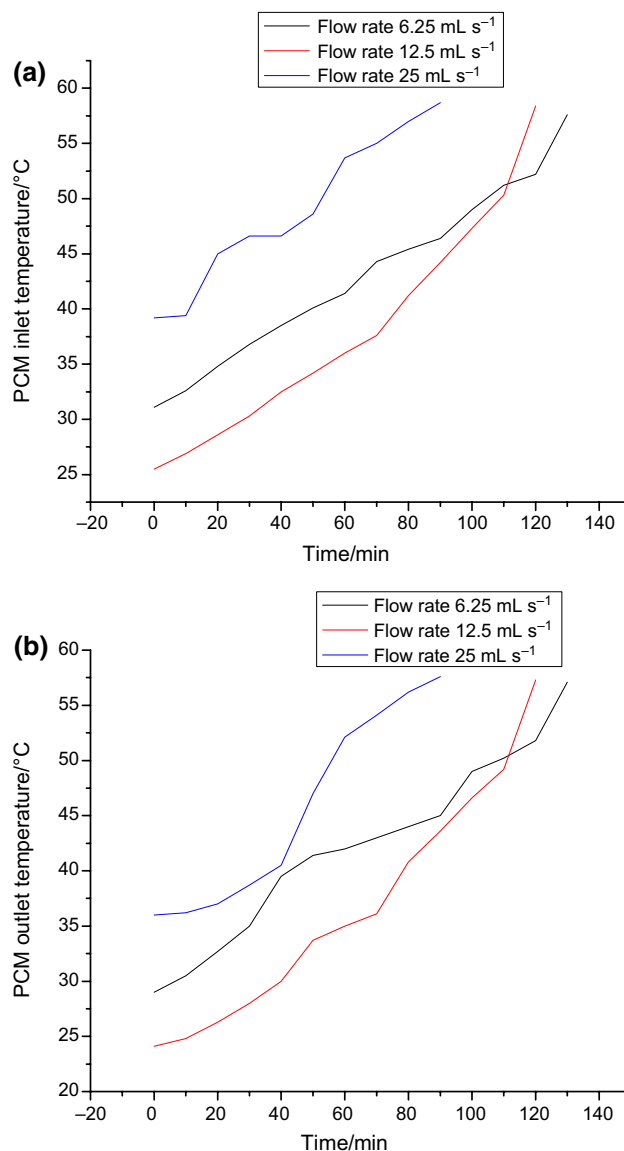 Flow rate 6.25 mL s⁻¹
Flow rate 12.5 mL s⁻¹
Flow rate 25 mL s⁻¹
(a)
60
55
50
45
40
35
30
25
PCM inlet temperature/°C
–20 0 20 40 60 80 100 120 140
Time/min
Flow rate 6.25 mL s⁻¹
Flow rate 12.5 mL s⁻¹
Flow rate 25 mL s⁻¹
(b)
60
55
50
45
40
35
30
25
20
PCM outlet temperature/°C
–20 0 20 40 60 80 100 120 140
Time/min